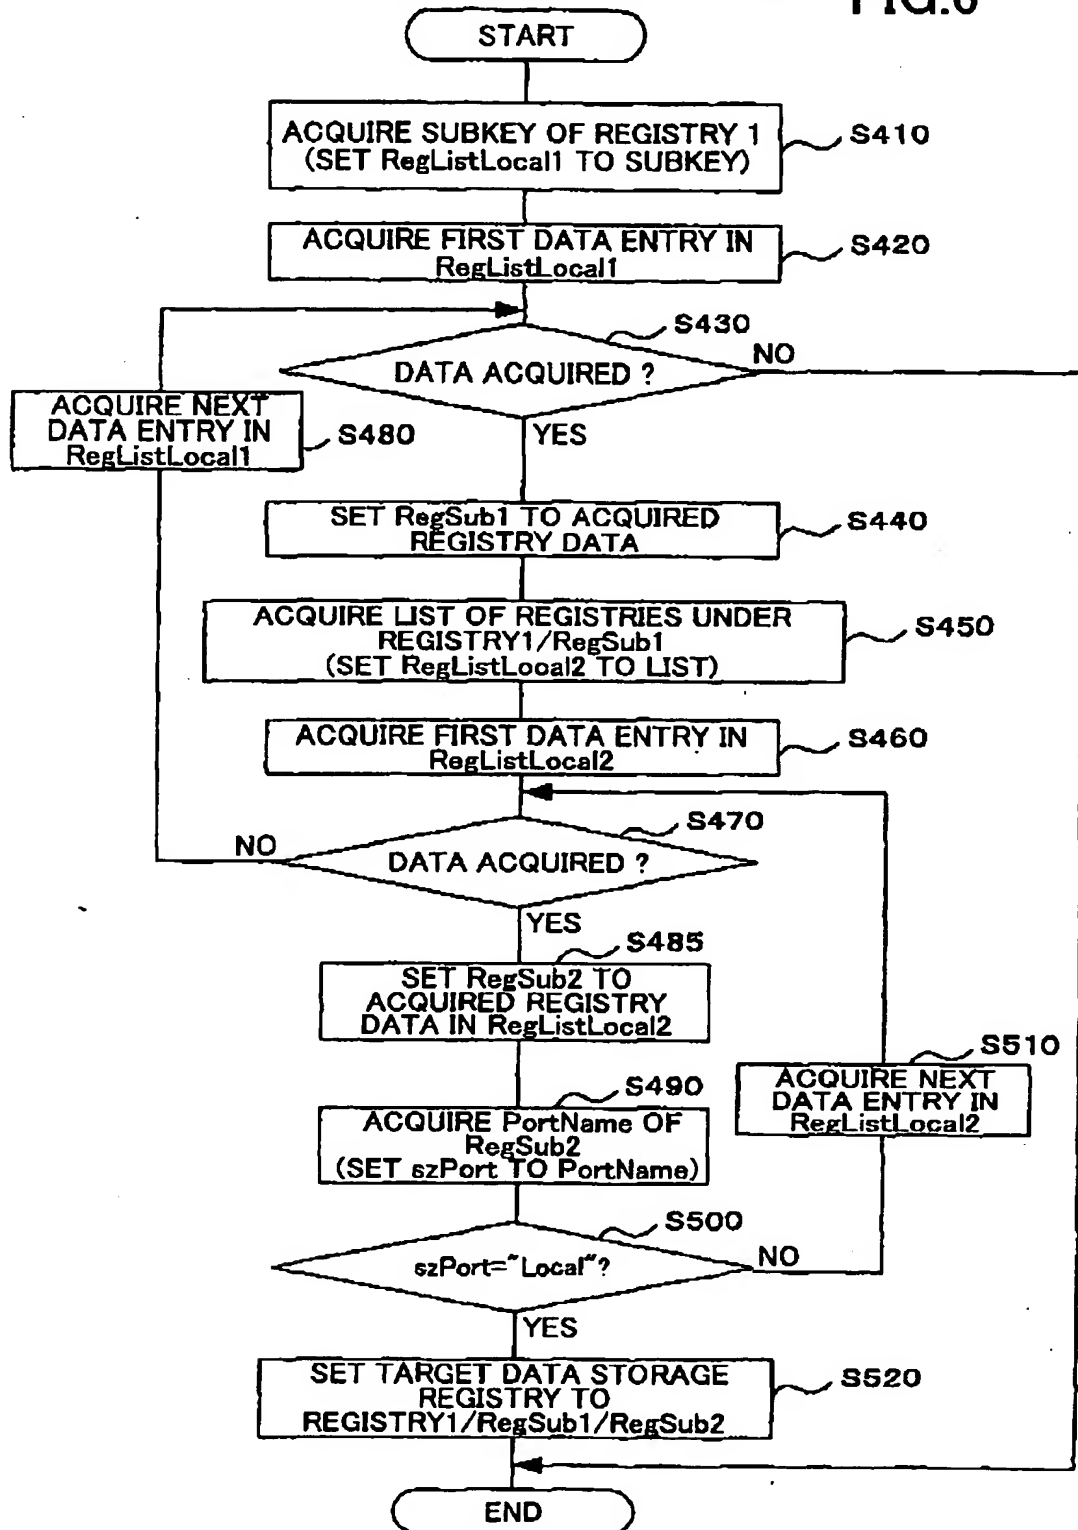 FIG.6
START
ACQUIRE SUBKEY OF REGISTRY 1
(SET RegListLocal1 TO SUBKEY)
S410
ACQUIRE FIRST DATA ENTRY IN
RegListLocal1
S420
S430
DATA ACQUIRED ?
NO
YES
ACQUIRE NEXT
DATA ENTRY IN
RegListLocal1
S480
SET RegSub1 TO ACQUIRED
REGISTRY DATA
S440
ACQUIRE LIST OF REGISTRIES UNDER
REGISTRY1/RegSub1
(SET RegListLocal2 TO LIST)
S450
ACQUIRE FIRST DATA ENTRY IN
RegListLocal2
S460
S470
NO
DATA ACQUIRED ?
YES
S485
SET RegSub2 TO
ACQUIRED REGISTRY
DATA IN RegListLocal2
S510
ACQUIRE NEXT
DATA ENTRY IN
RegListLocal2
S490
ACQUIRE PortName OF
RegSub2
(SET szPort TO PortName)
S500
szPort="Local"?
NO
YES
SET TARGET DATA STORAGE
REGISTRY TO
REGISTRY1/RegSub1/RegSub2
S520
END